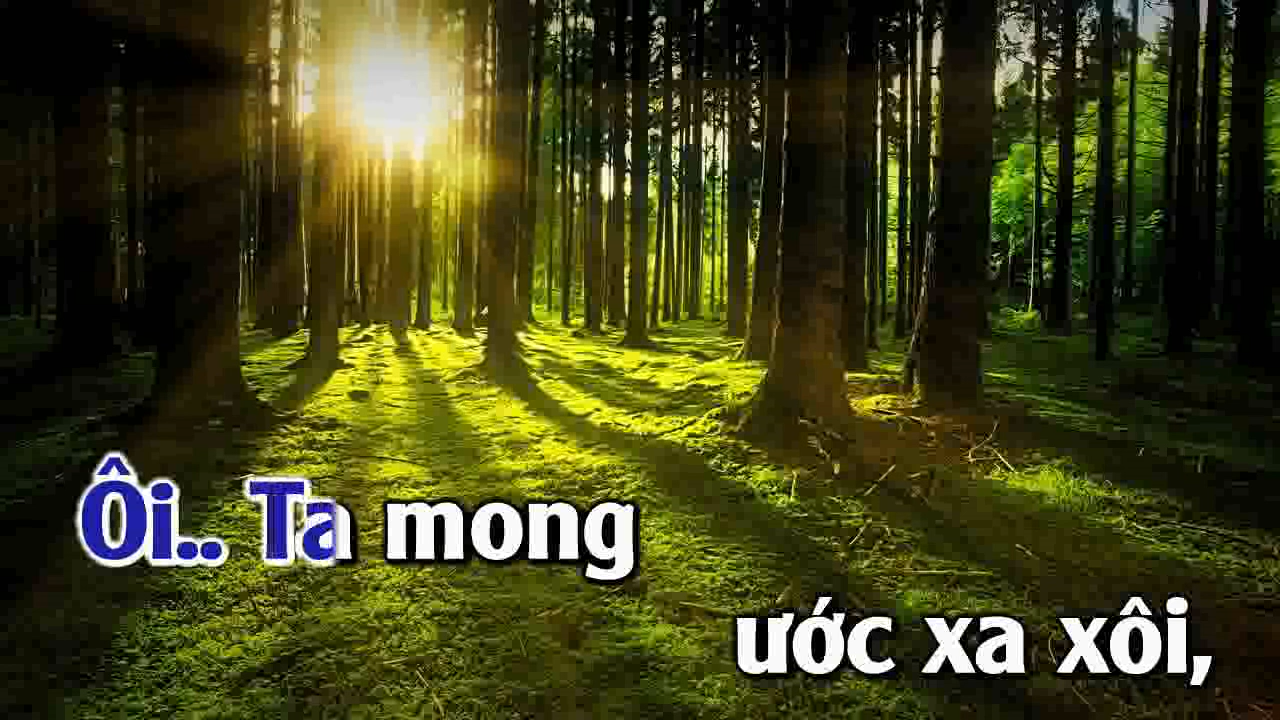 Ôi.. Ta mong
ước xa xôi,